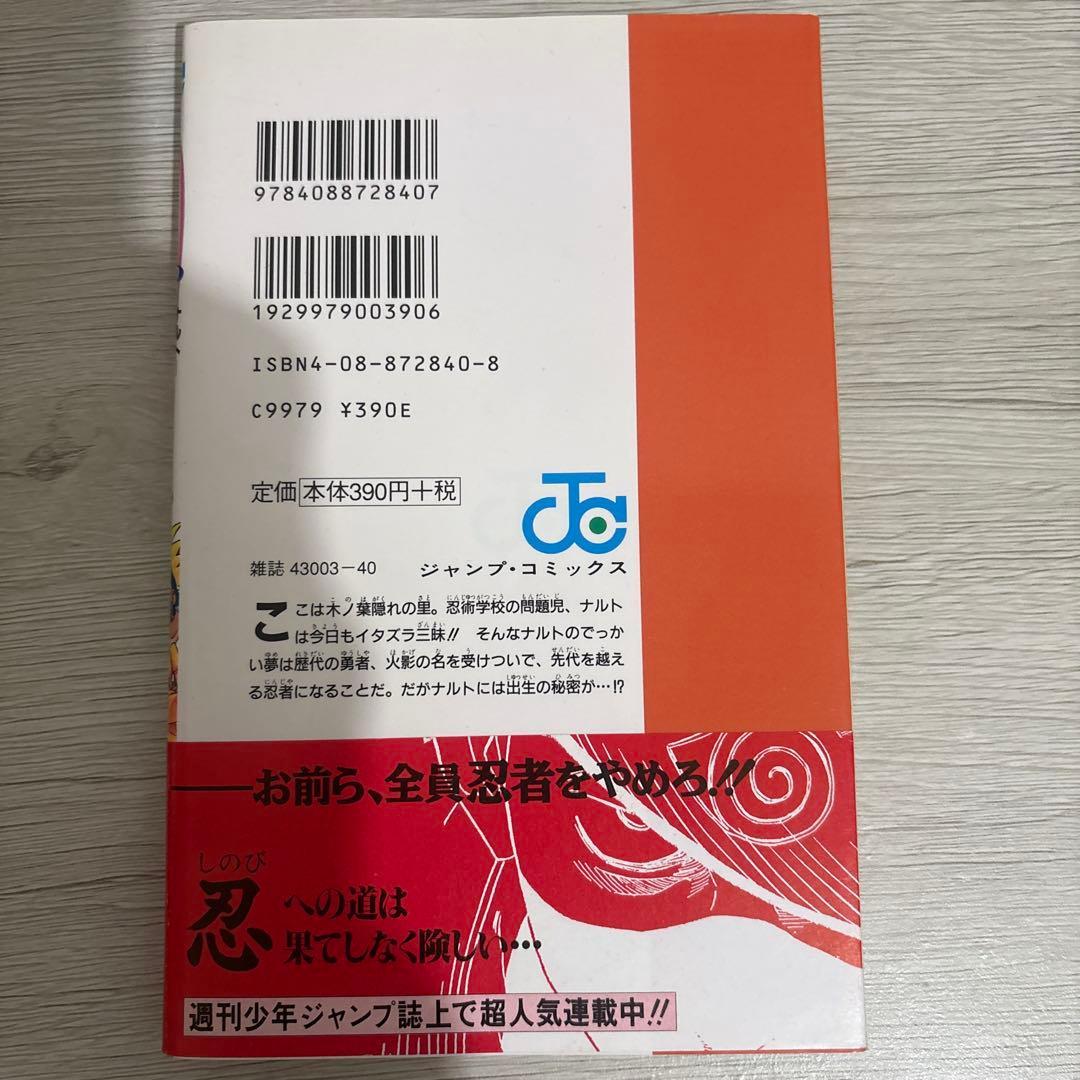 9784088728407
1929979003906
ISBN4-08-872840-8
C9979 ¥390E
定価 本体390円+税
JC
雑誌 43003-40 ジャンプ・コミックス
ここは木ノ葉隠れの里。忍術学校の問題児、ナルト
は今日もイタズラ三昧!! そんなナルトのでっか
い夢は歴代の勇者、火影の名を受けついで、先代を越え
る忍者になることだ。だがナルトには出生の秘密が…!?
――お前ら、全員忍者をやめろ!!
しのび
忍への道は
果てしなく険しい…
週刊少年ジャンプ誌上で超人気連載中!!